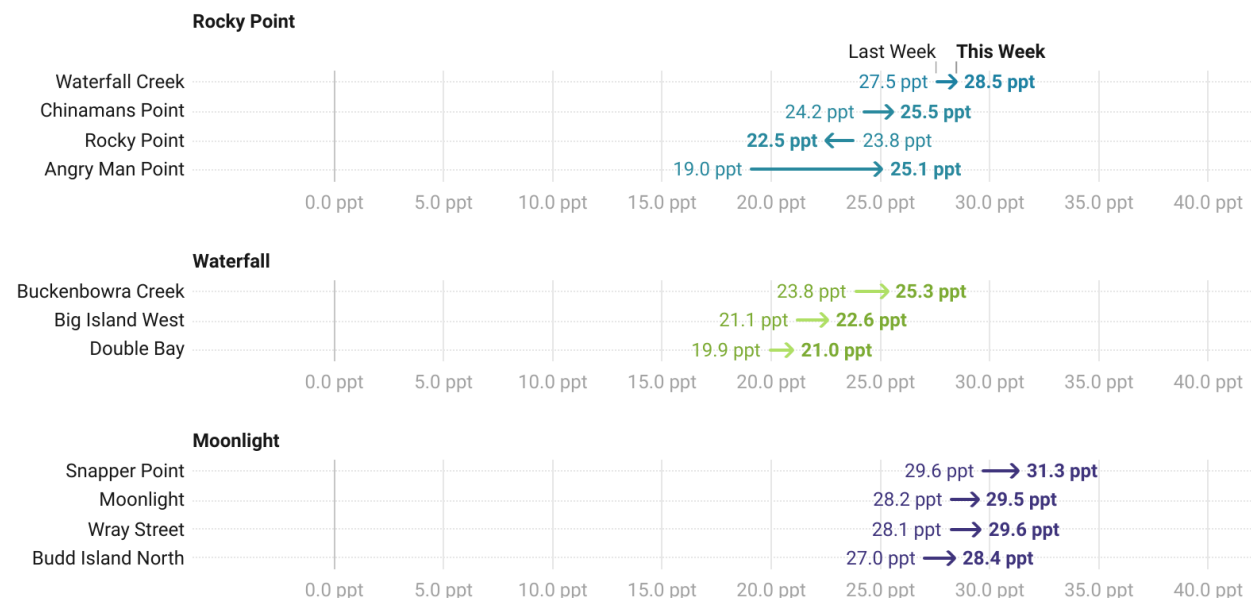 Rocky Point
Last Week This Week
Waterfall Creek 27.5 ppt 28.5 ppt
Chinamans Point 24.2 ppt 25.5 ppt
Rocky Point 22.5 ppt 23.8 ppt
Angry Man Point 19.0 ppt 25.1 ppt
0.0 ppt 5.0 ppt 10.0 ppt 15.0 ppt 20.0 ppt 25.0 ppt 30.0 ppt 35.0 ppt 40.0 ppt
Waterfall
Buckenbowra Creek 23.8 ppt 25.3 ppt
Big Island West 21.1 ppt 22.6 ppt
Double Bay 19.9 ppt 21.0 ppt
0.0 ppt 5.0 ppt 10.0 ppt 15.0 ppt 20.0 ppt 25.0 ppt 30.0 ppt 35.0 ppt 40.0 ppt
Moonlight
Snapper Point 29.6 ppt 31.3 ppt
Moonlight 28.2 ppt 29.5 ppt
Wray Street 28.1 ppt 29.6 ppt
Budd Island North 27.0 ppt 28.4 ppt
0.0 ppt 5.0 ppt 10.0 ppt 15.0 ppt 20.0 ppt 25.0 ppt 30.0 ppt 35.0 ppt 40.0 ppt